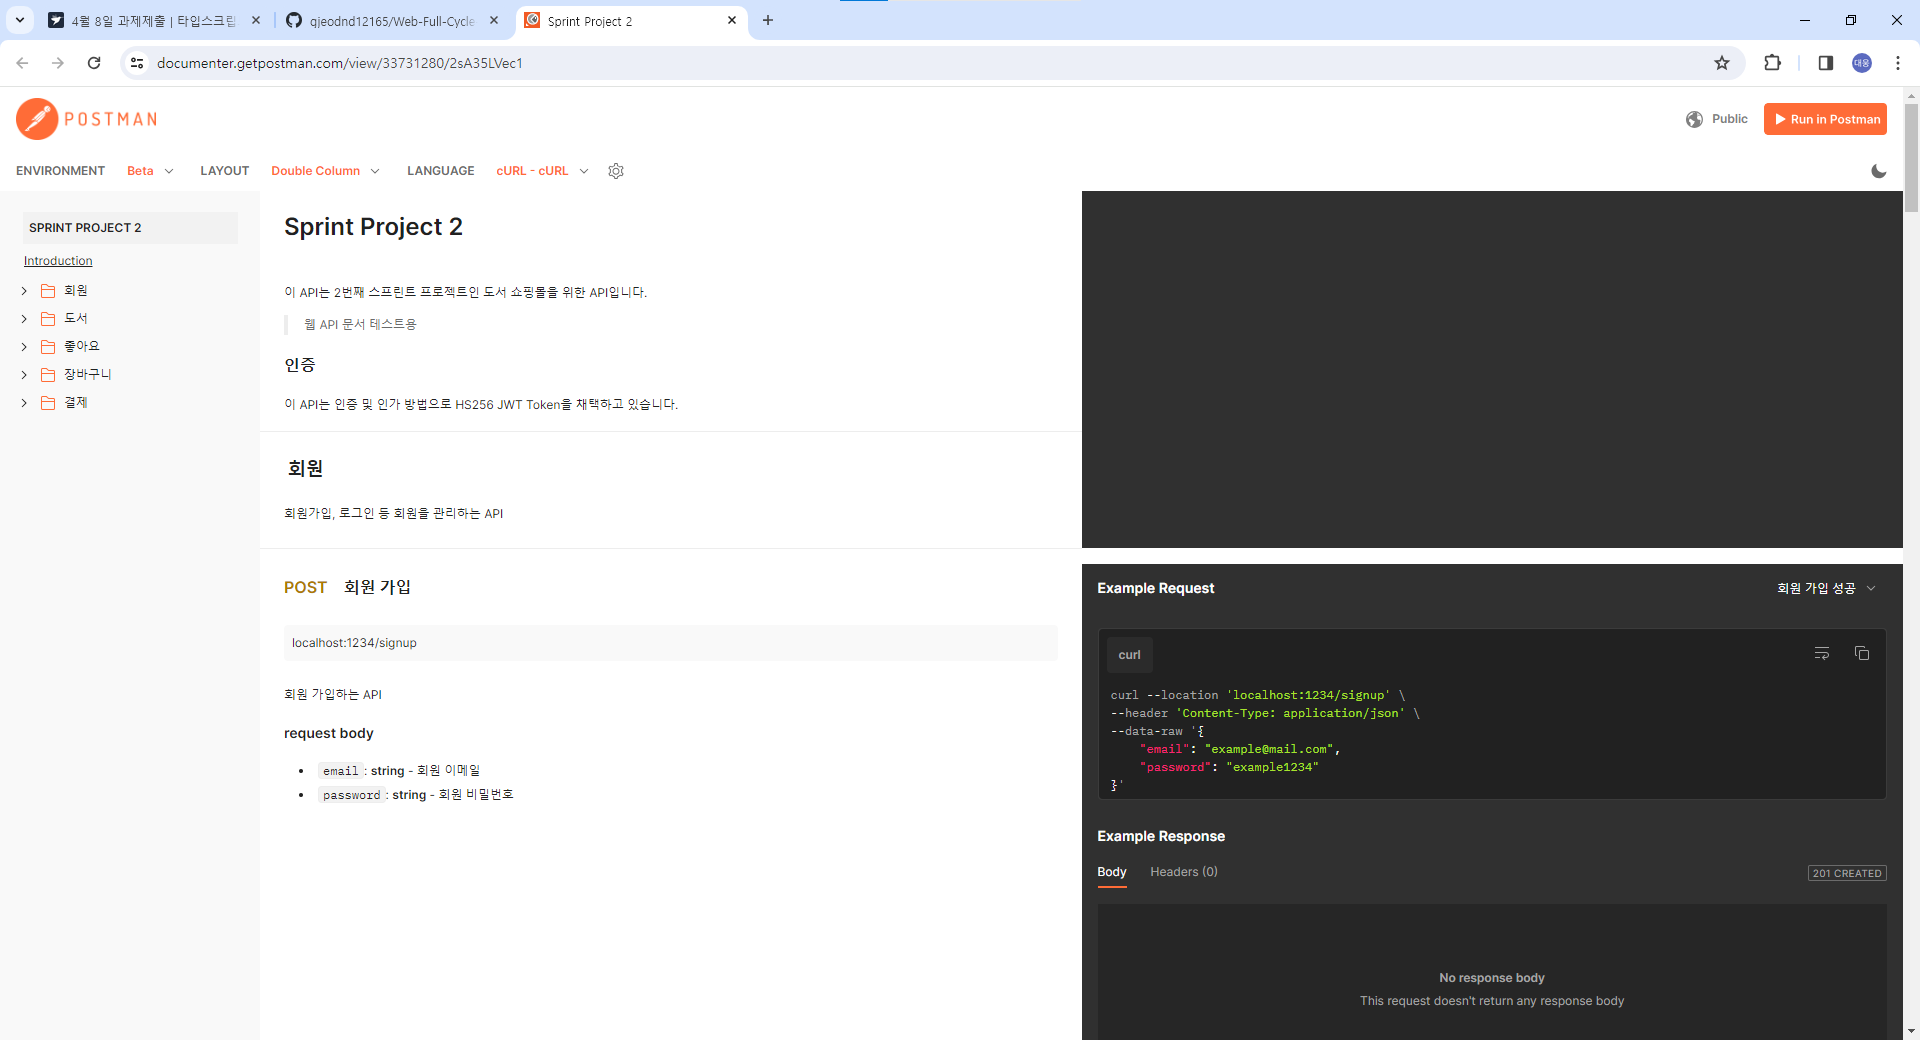 4월 8일 과제제출 | 타입스크립
qjeodnd12165/Web-Full-Cycle
Sprint Project 2
documenter.getpostman.com/view/33731280/2sA35LVec1
대웅
POSTMAN
Public
Run in Postman
ENVIRONMENT Beta LAYOUT Double Column LANGUAGE cURL - cURL
SPRINT PROJECT 2
Introduction
회원
도서
좋아요
장바구니
결제
Sprint Project 2
이 API는 2번째 스프린트 프로젝트인 도서 쇼핑몰을 위한 API입니다.
웹 API 문서 테스트용
인증
이 API는 인증 및 인가 방법으로 HS256 JWT Token을 채택하고 있습니다.
회원
회원가입, 로그인 등 회원을 관리하는 API
POST 회원 가입
localhost:1234/signup
회원 가입하는 API
request body
email: string - 회원 이메일
password: string - 회원 비밀번호
Example Request
회원 가입 성공
curl
curl --location 'localhost:1234/signup' \
--header 'Content-Type: application/json' \
--data-raw '{
"email": "example@mail.com",
"password": "example1234"
}'
Example Response
Body Headers (0)
201 CREATED
No response body
This request doesn't return any response body